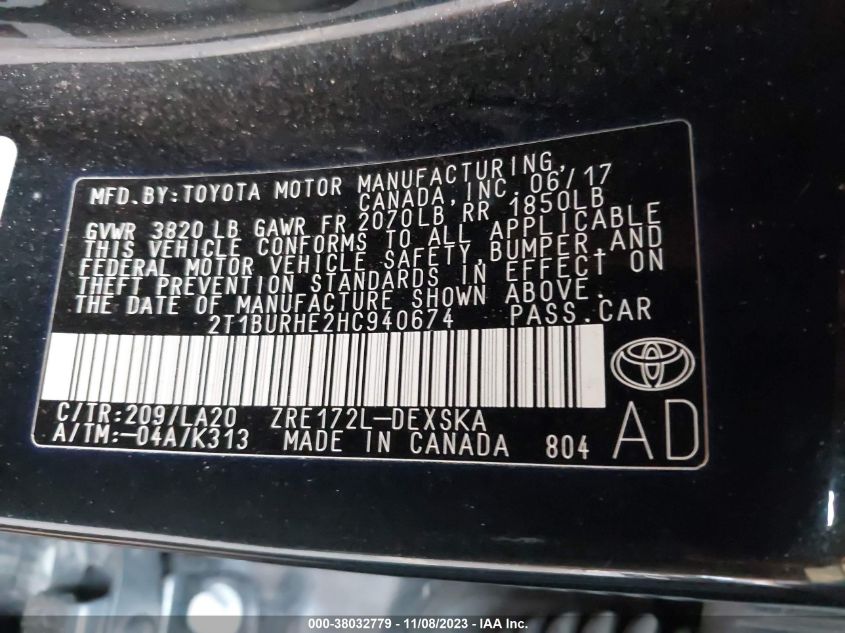 MFD.BY:TOYOTA MOTOR MANUFACTURING,
CANADA, INC. 06/17
GVWR 3820 LB GAWR FR 2070LB, RR 1850LB
THIS VEHICLE CONFORMS TO ALL APPLICABLE
FEDERAL MOTOR VEHICLE SAFETY, BUMPER, AND
THEFT PREVENTION STANDARDS IN EFFECT ON
THE DATE OF MANUFACTURE SHOWN ABOVE.
2T1BURHE2HC940674 PASS.CAR
C/TR:209/LA20 ZRE172L-DEXSKA
A/TM:-04A/K313 MADE IN CANADA 804
AD
000-38032779 - 11/08/2023 - © IAA Inc.